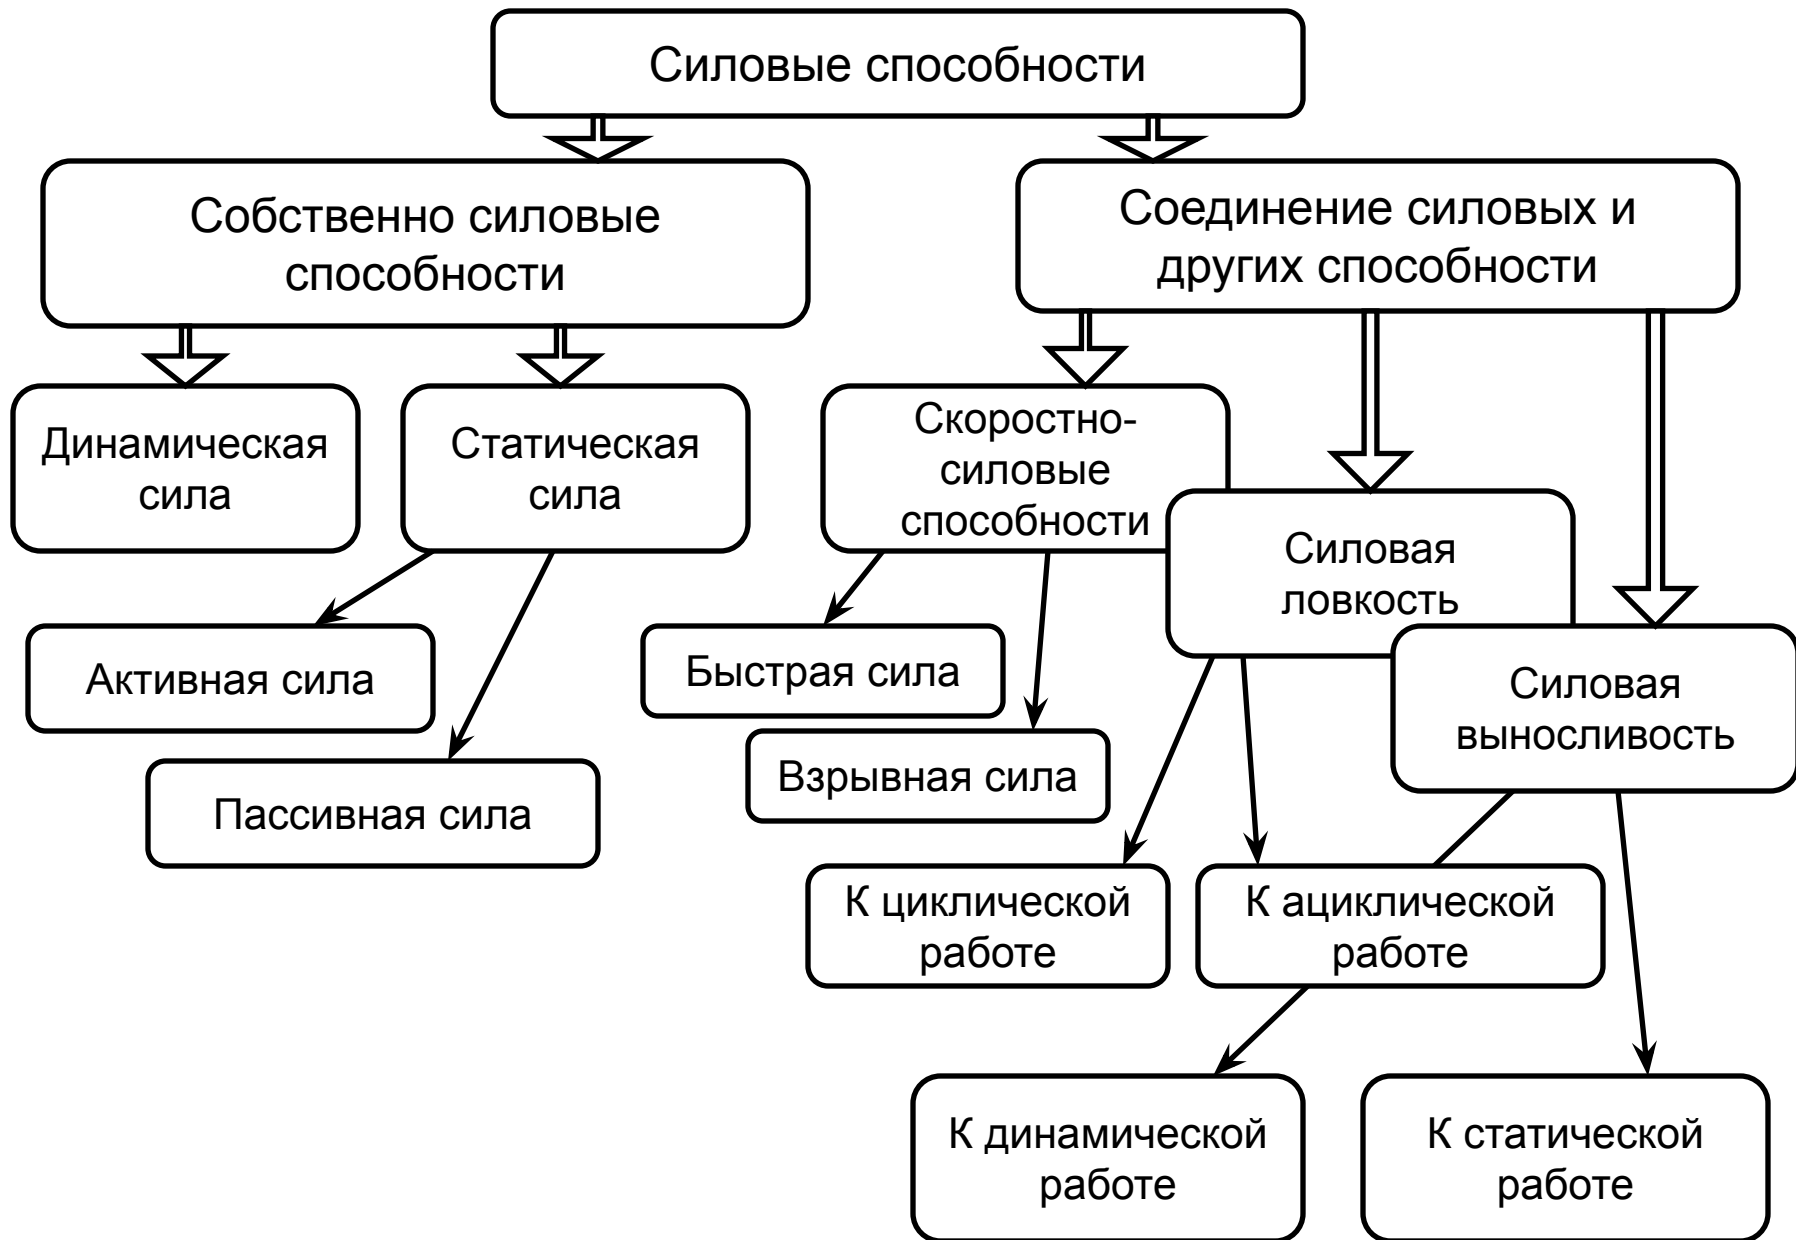 Силовые способности
Собственно силовые
способности
Соединение силовых и
других способности
Динамическая
сила
Статическая
сила
Скоростно-
силовые
способности
Силовая
ловкость
Активная сила
Быстрая сила
Силовая
выносливость
Взрывная сила
Пассивная сила
К циклической
работе
К ациклической
работе
К динамической
работе
К статической
работе